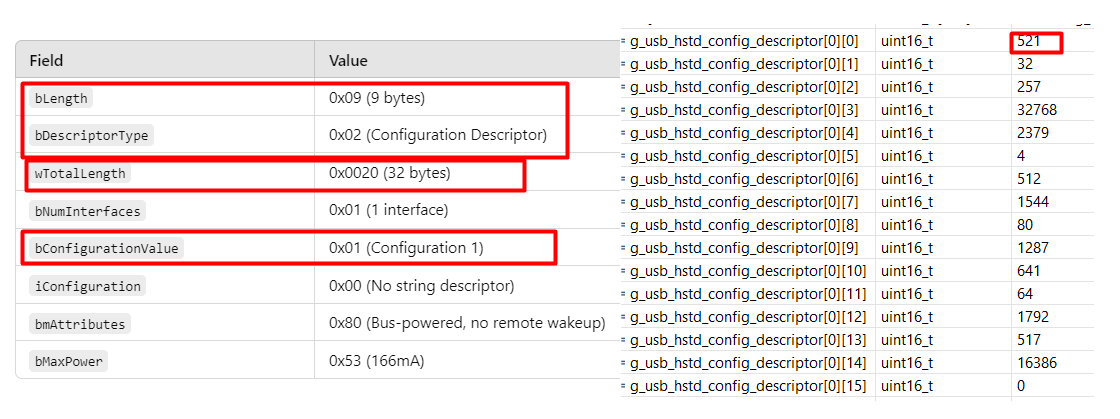 Field Value
bLength 0x09 (9 bytes)
bDescriptorType 0x02 (Configuration Descriptor)
wTotalLength 0x0020 (32 bytes)
bNumInterfaces 0x01 (1 interface)
bConfigurationValue 0x01 (Configuration 1)
iConfiguration 0x00 (No string descriptor)
bmAttributes 0x80 (Bus-powered, no remote wakeup)
bMaxPower 0x53 (166mA)
g_usb_hstd_config_descriptor[0][0] uint16_t 521
g_usb_hstd_config_descriptor[0][1] uint16_t 32
g_usb_hstd_config_descriptor[0][2] uint16_t 257
g_usb_hstd_config_descriptor[0][3] uint16_t 32768
g_usb_hstd_config_descriptor[0][4] uint16_t 2379
g_usb_hstd_config_descriptor[0][5] uint16_t 4
g_usb_hstd_config_descriptor[0][6] uint16_t 512
g_usb_hstd_config_descriptor[0][7] uint16_t 1544
g_usb_hstd_config_descriptor[0][8] uint16_t 80
g_usb_hstd_config_descriptor[0][9] uint16_t 1287
g_usb_hstd_config_descriptor[0][10] uint16_t 641
g_usb_hstd_config_descriptor[0][11] uint16_t 64
g_usb_hstd_config_descriptor[0][12] uint16_t 1792
g_usb_hstd_config_descriptor[0][13] uint16_t 517
g_usb_hstd_config_descriptor[0][14] uint16_t 16386
g_usb_hstd_config_descriptor[0][15] uint16_t 0